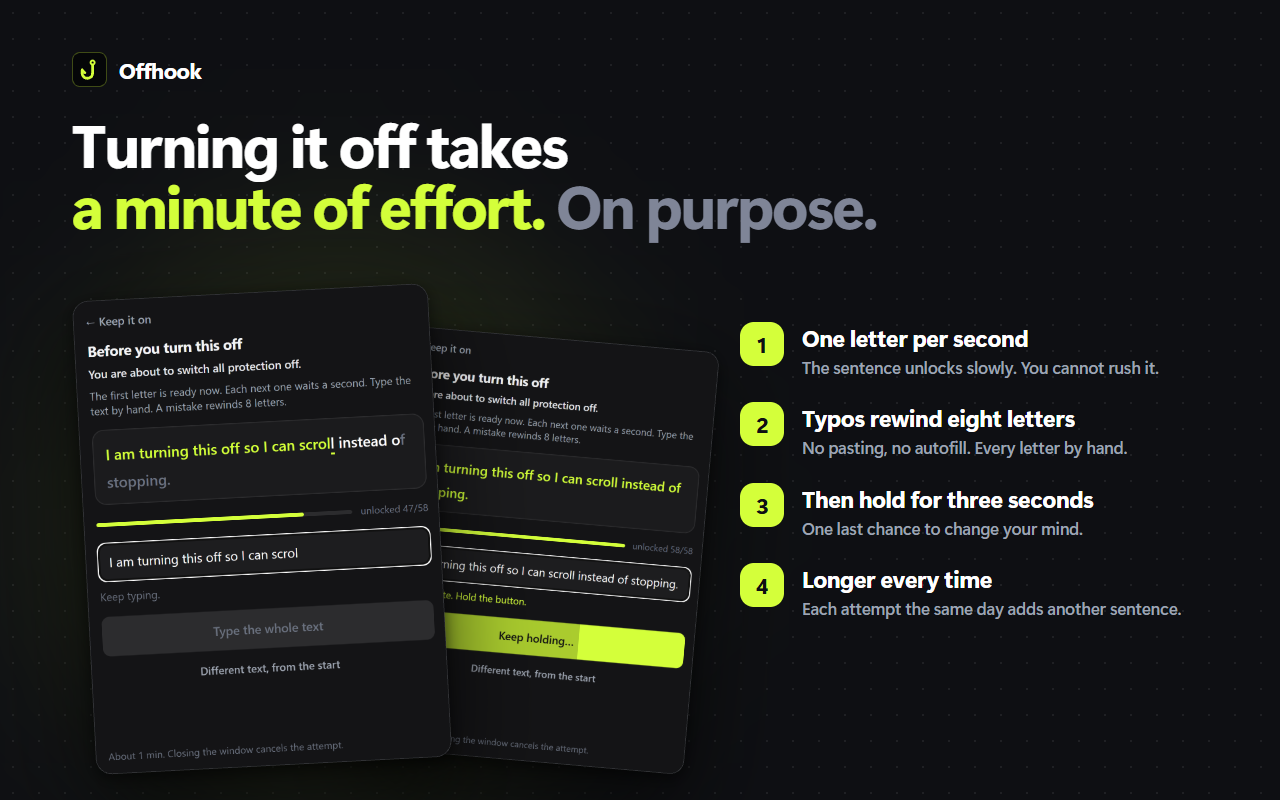 Offhook
Turning it off takes
a minute of effort. On purpose.
← Keep it on
Before you turn this off
You are about to switch all protection off.
The first letter is ready now. Each next one waits a second. Type the
text by hand. A mistake rewinds 8 letters.
I am turning this off so I can scroll instead of
stopping.
unlocked 47/58
I am turning this off so I can scrol
Keep typing.
Type the whole text
Different text, from the start
About 1 min. Closing the window cancels the attempt.
it on
you turn this off
about to switch all protection off.
letter is ready now. Each next one waits a second. Type the
hand. A mistake rewinds 8 letters.
turning this off so I can scroll instead of
unlocked 58/58
this off so I can scroll instead of stopping.
Hold the button.
Keep holding...
Different text, from the start
the window cancels the attempt.
1
One letter per second
The sentence unlocks slowly. You cannot rush it.
2
Typos rewind eight letters
No pasting, no autofill. Every letter by hand.
3
Then hold for three seconds
One last chance to change your mind.
4
Longer every time
Each attempt the same day adds another sentence.